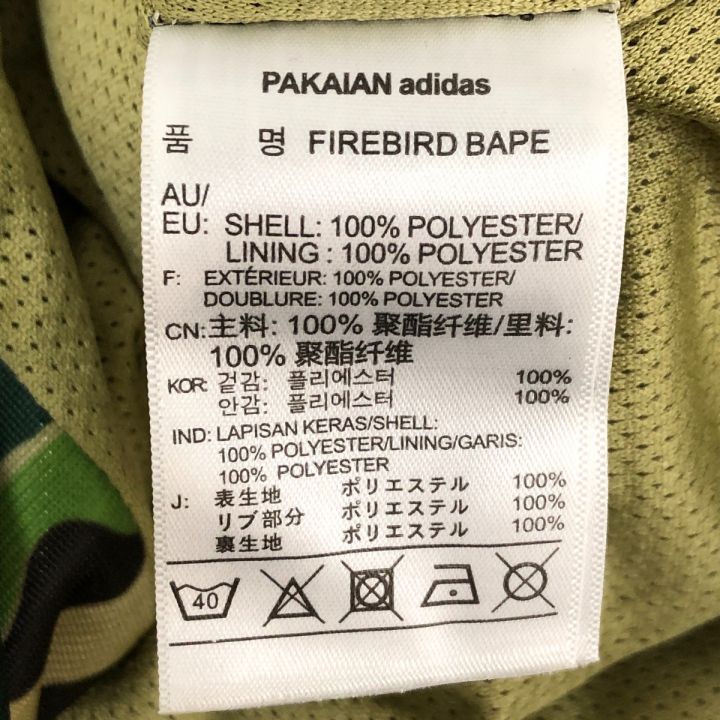 PAKAIAN adidas
품 명 FIREBIRD BAPE
AU/
EU: SHELL: 100% POLYESTER/
LINING : 100% POLYESTER
F: EXTÉRIEUR: 100% POLYESTER/
DOUBLURE: 100% POLYESTER
CN: 主料: 100% 聚酯纤维/里料:
100% 聚酯纤维
KOR: 겉감: 폴리에스터 100%
안감: 폴리에스터 100%
IND: LAPISAN KERAS/SHELL:
100% POLYESTER/LINING/GARIS:
100% POLYESTER
J: 表生地 ポリエステル 100%
リブ部分 ポリエステル 100%
裏生地 ポリエステル 100%
40